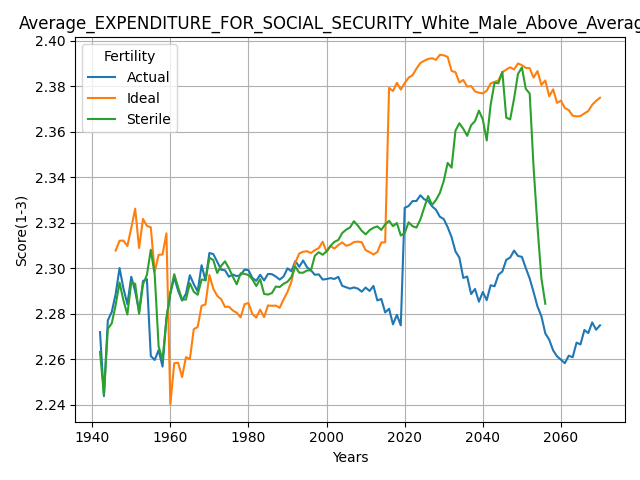 Average_EXPENDITURE_FOR_SOCIAL_SECURITY_White_Male_Above_Averag
2.40
2.38
2.36
2.34
2.32
2.30
2.28
2.26
2.24
Score(1-3)
Fertility
Actual
Ideal
Sterile
1940 1960 1980 2000 2020 2040 2060
Years